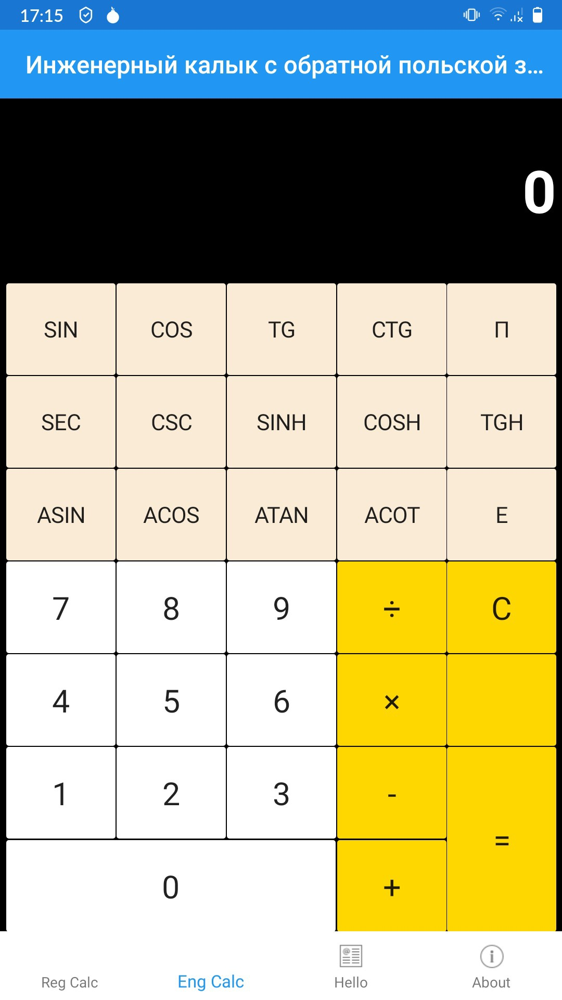 17:15
Инженерный калык с обратной польской з...
0
SIN COS TG CTG П
SEC CSC SINH COSH TGH
ASIN ACOS ATAN ACOT E
7 8 9 ÷ C
4 5 6 ×
1 2 3 -
=
0 +
Reg Calc Eng Calc Hello About